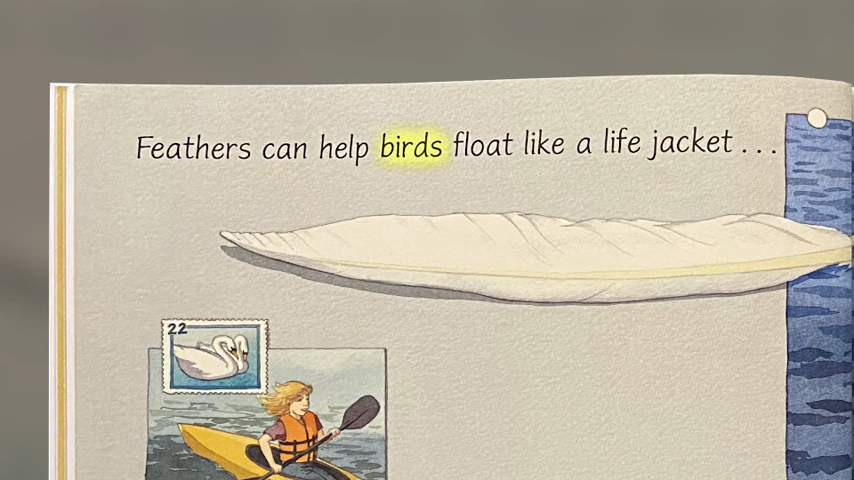 Feathers can help birds float like a life jacket . . .
22